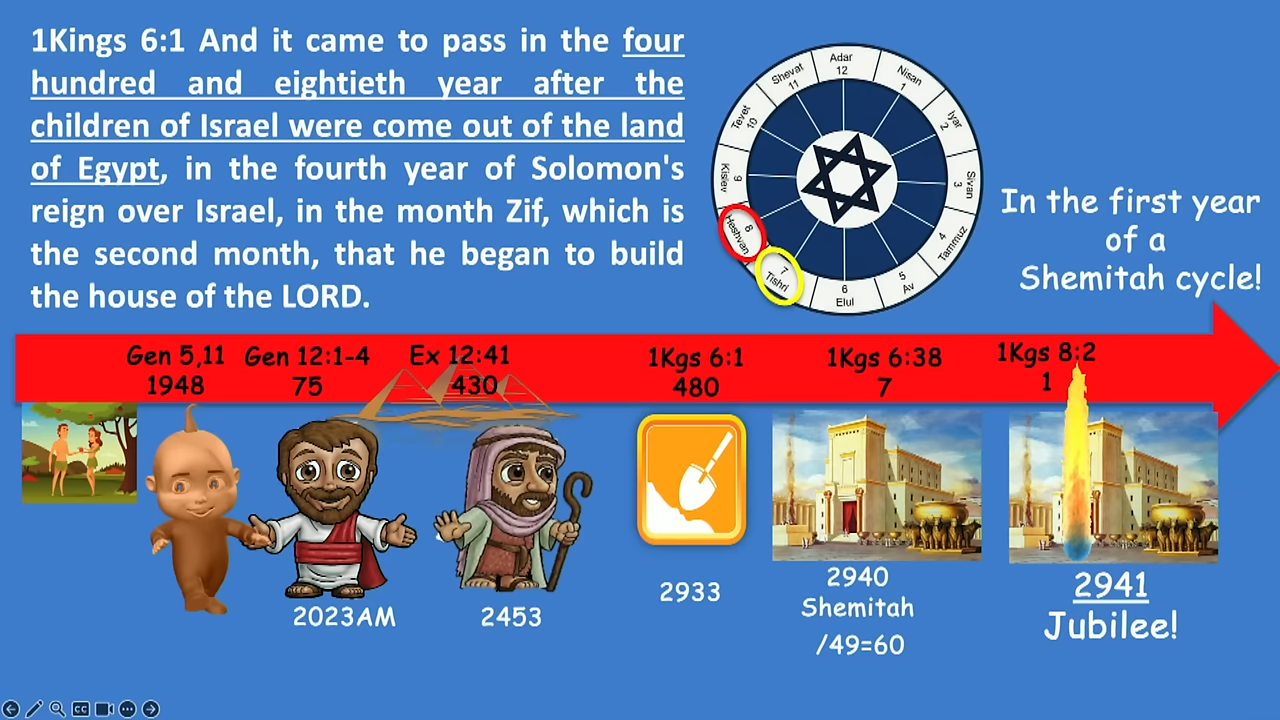 1Kings 6:1 And it came to pass in the four
hundred and eightieth year after the
children of Israel were come out of the land
of Egypt, in the fourth year of Solomon's
reign over Israel, in the month Zif, which is
the second month, that he began to build
the house of the LORD.
Adar
12
Nisan
1
Iyar
2
Sivan
3
Tammuz
4
Av
5
Elul
6
Tishri
7
Heshvan
8
Kislev
9
Tevet
10
Shevat
11
In the first year
of a
Shemitah cycle!
Gen 5,11
1948
Gen 12:1-4
75
Ex 12:41
430
1Kgs 6:1
480
1Kgs 6:38
7
1Kgs 8:2
1
2023AM
2453
2933
2940
Shemitah
/49=60
2941
Jubilee!
CC